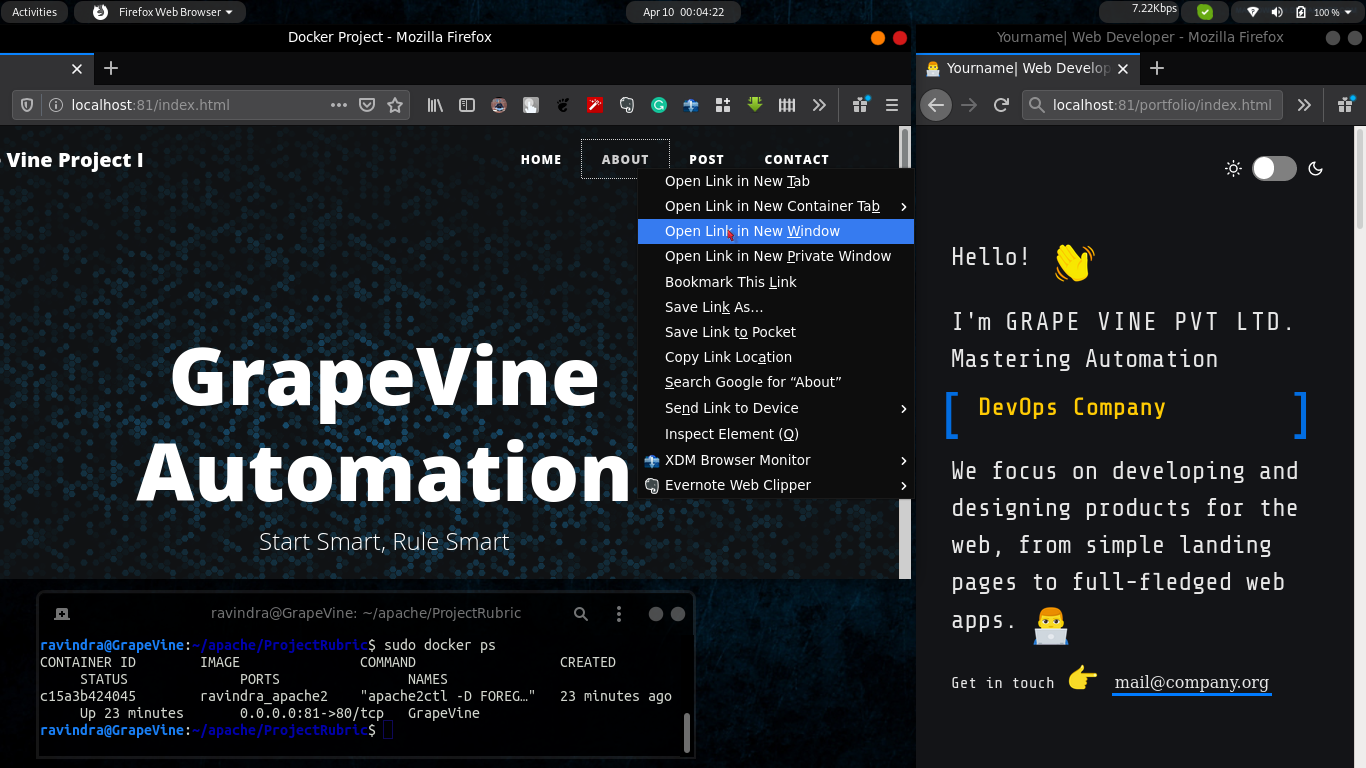 Activities
Firefox Web Browser
Apr 10 00:04:22
7.22Kbps
100 %
Docker Project - Mozilla Firefox
localhost:81/index.html
Vine Project I
HOME
ABOUT
POST
CONTACT
GrapeVine
Automation
Start Smart, Rule Smart
Open Link in New Tab
Open Link in New Container Tab
Open Link in New Window
Open Link in New Private Window
Bookmark This Link
Save Link As…
Save Link to Pocket
Copy Link Location
Search Google for “About”
Send Link to Device
Inspect Element (Q)
XDM Browser Monitor
Evernote Web Clipper
Yourname| Web Developer - Mozilla Firefox
Yourname| Web Develop
localhost:81/portfolio/index.html
Hello!
I'm GRAPE VINE PVT LTD.
Mastering Automation
DevOps Company
We focus on developing and
designing products for the
web, from simple landing
pages to full-fledged web
apps.
Get in touch mail@company.org
ravindra@GrapeVine: ~/apache/ProjectRubric
ravindra@GrapeVine:~/apache/ProjectRubric$ sudo docker ps
CONTAINER ID IMAGE COMMAND CREATED
STATUS PORTS NAMES
c15a3b424045 ravindra_apache2 "apache2ctl -D FOREG…" 23 minutes ago
Up 23 minutes 0.0.0.0:81->80/tcp GrapeVine
ravindra@GrapeVine:~/apache/ProjectRubric$